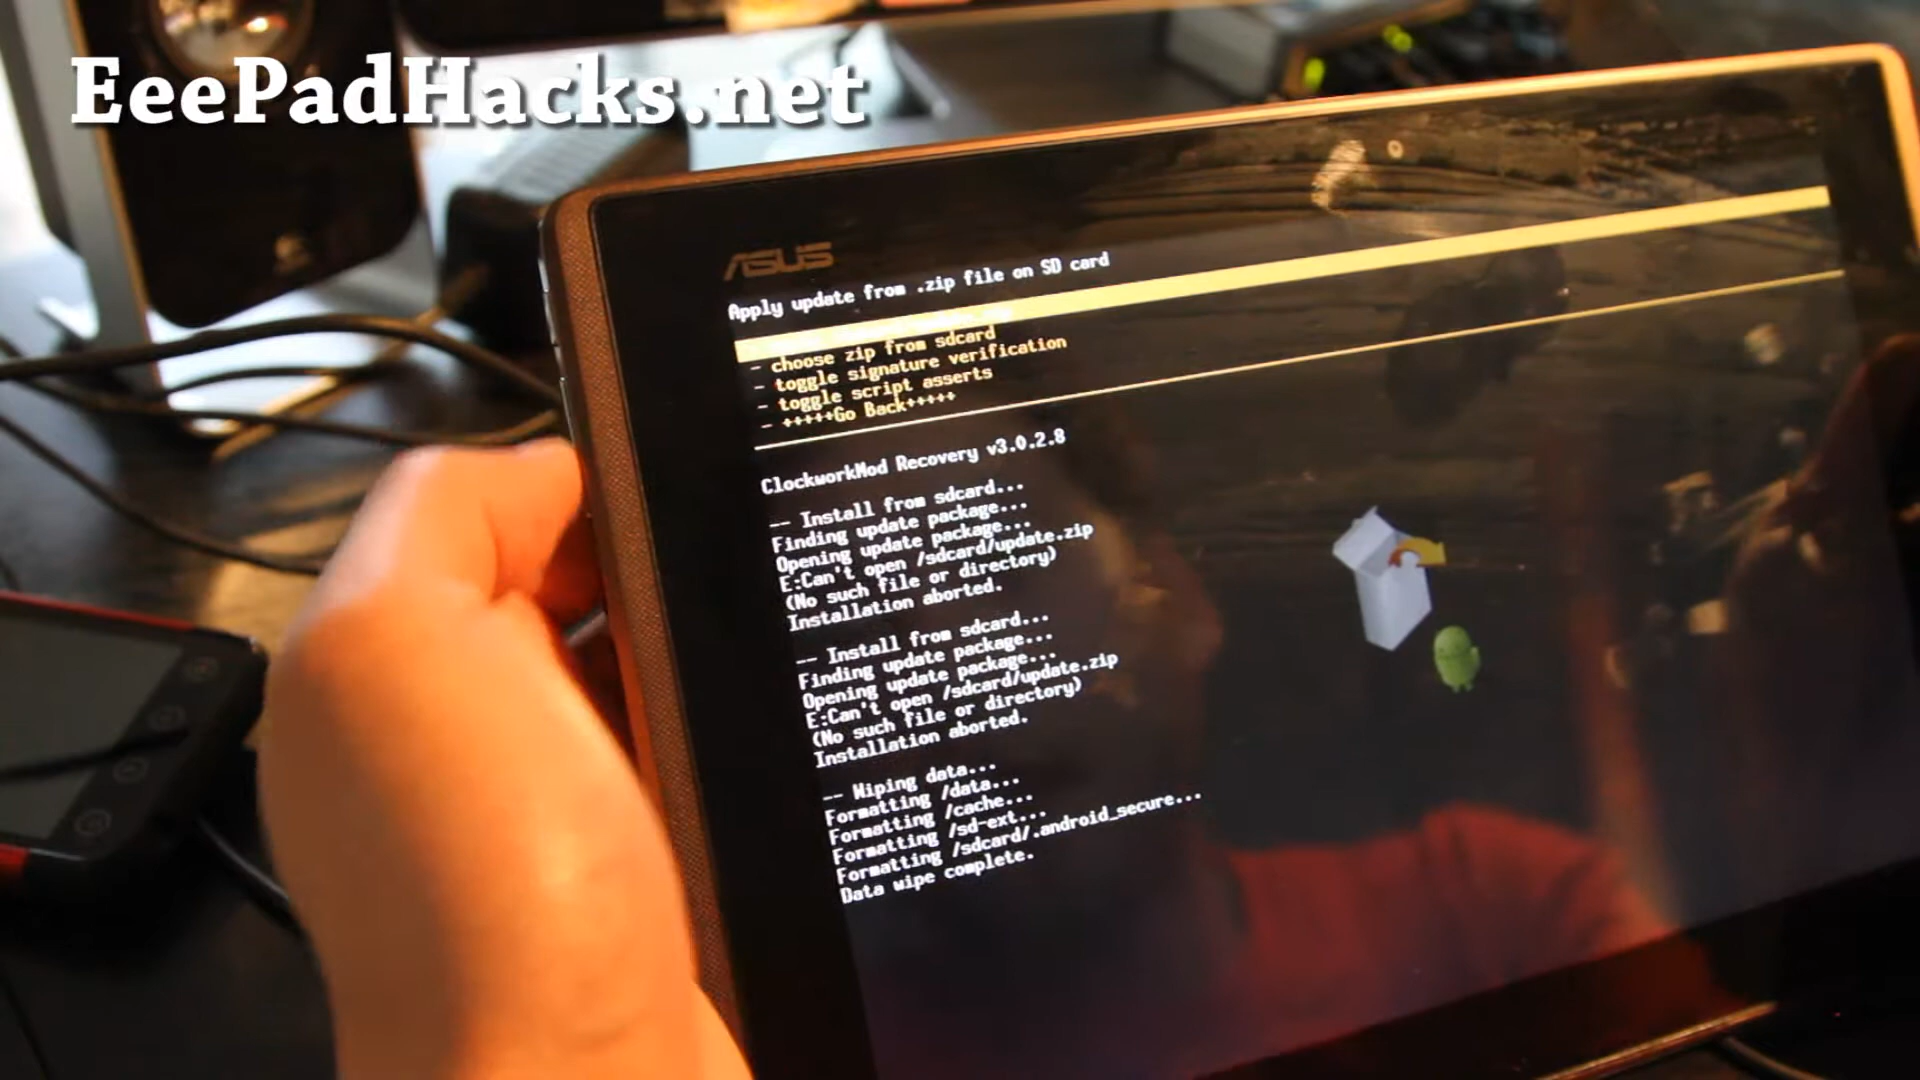 EeePadHacks.net
ASUS
Apply update from .zip file on SD card
- choose zip from sdcard
- toggle signature verification
- toggle script asserts
- +++++Go Back+++++
ClockworkMod Recovery v3.0.2.8
-- Install from sdcard...
Finding update package...
Opening update package...
E:Can't open /sdcard/update.zip
(No such file or directory)
Installation aborted.
-- Install from sdcard...
Finding update package...
Opening update package...
E:Can't open /sdcard/update.zip
(No such file or directory)
Installation aborted.
-- Wiping data...
Formatting /data...
Formatting /cache...
Formatting /sd-ext...
Formatting /sdcard/.android_secure...
Data wipe complete.